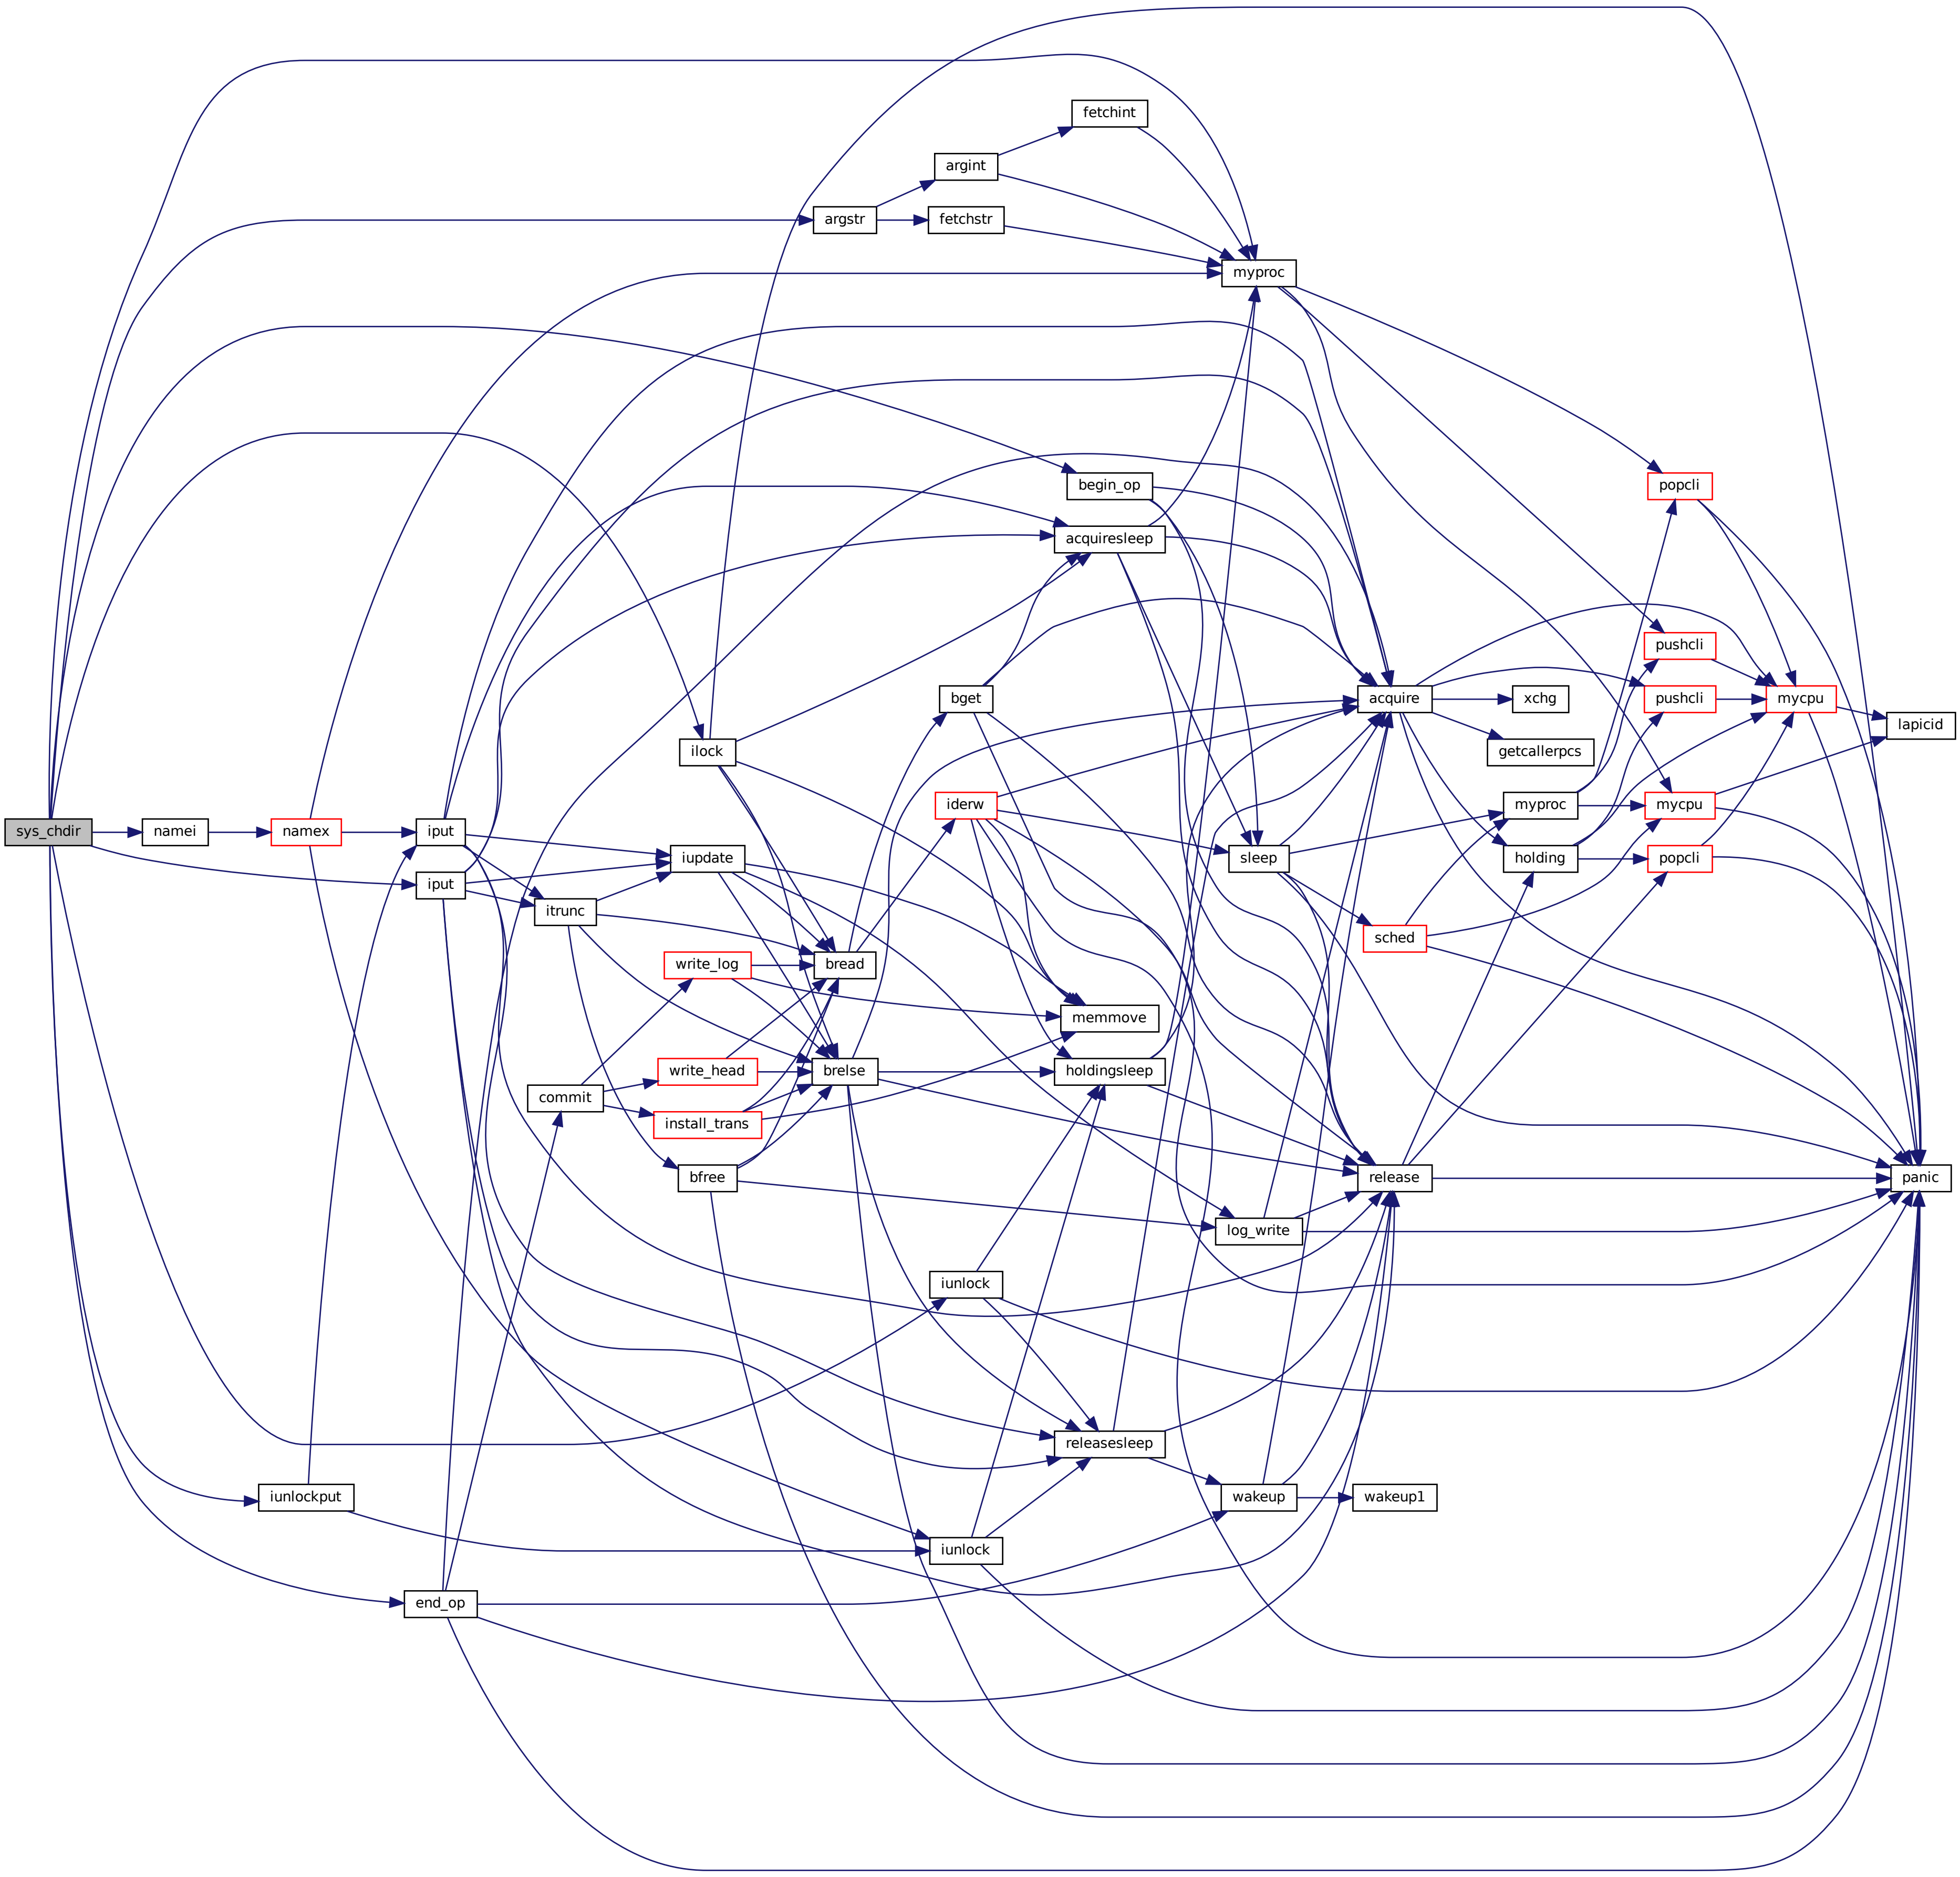 fetchint
argint
argstr
fetchstr
myproc
begin_op
popcli
acquiresleep
pushcli
bget
acquire
xchg
pushcli
mycpu
lapicid
ilock
getcallerpcs
iderw
myproc
mycpu
sys_chdir
namei
namex
iput
iupdate
sleep
holding
popcli
iput
itrunc
sched
write_log
bread
memmove
write_head
brelse
holdingsleep
commit
install_trans
bfree
release
panic
log_write
iunlock
releasesleep
iunlockput
wakeup
wakeup1
iunlock
end_op